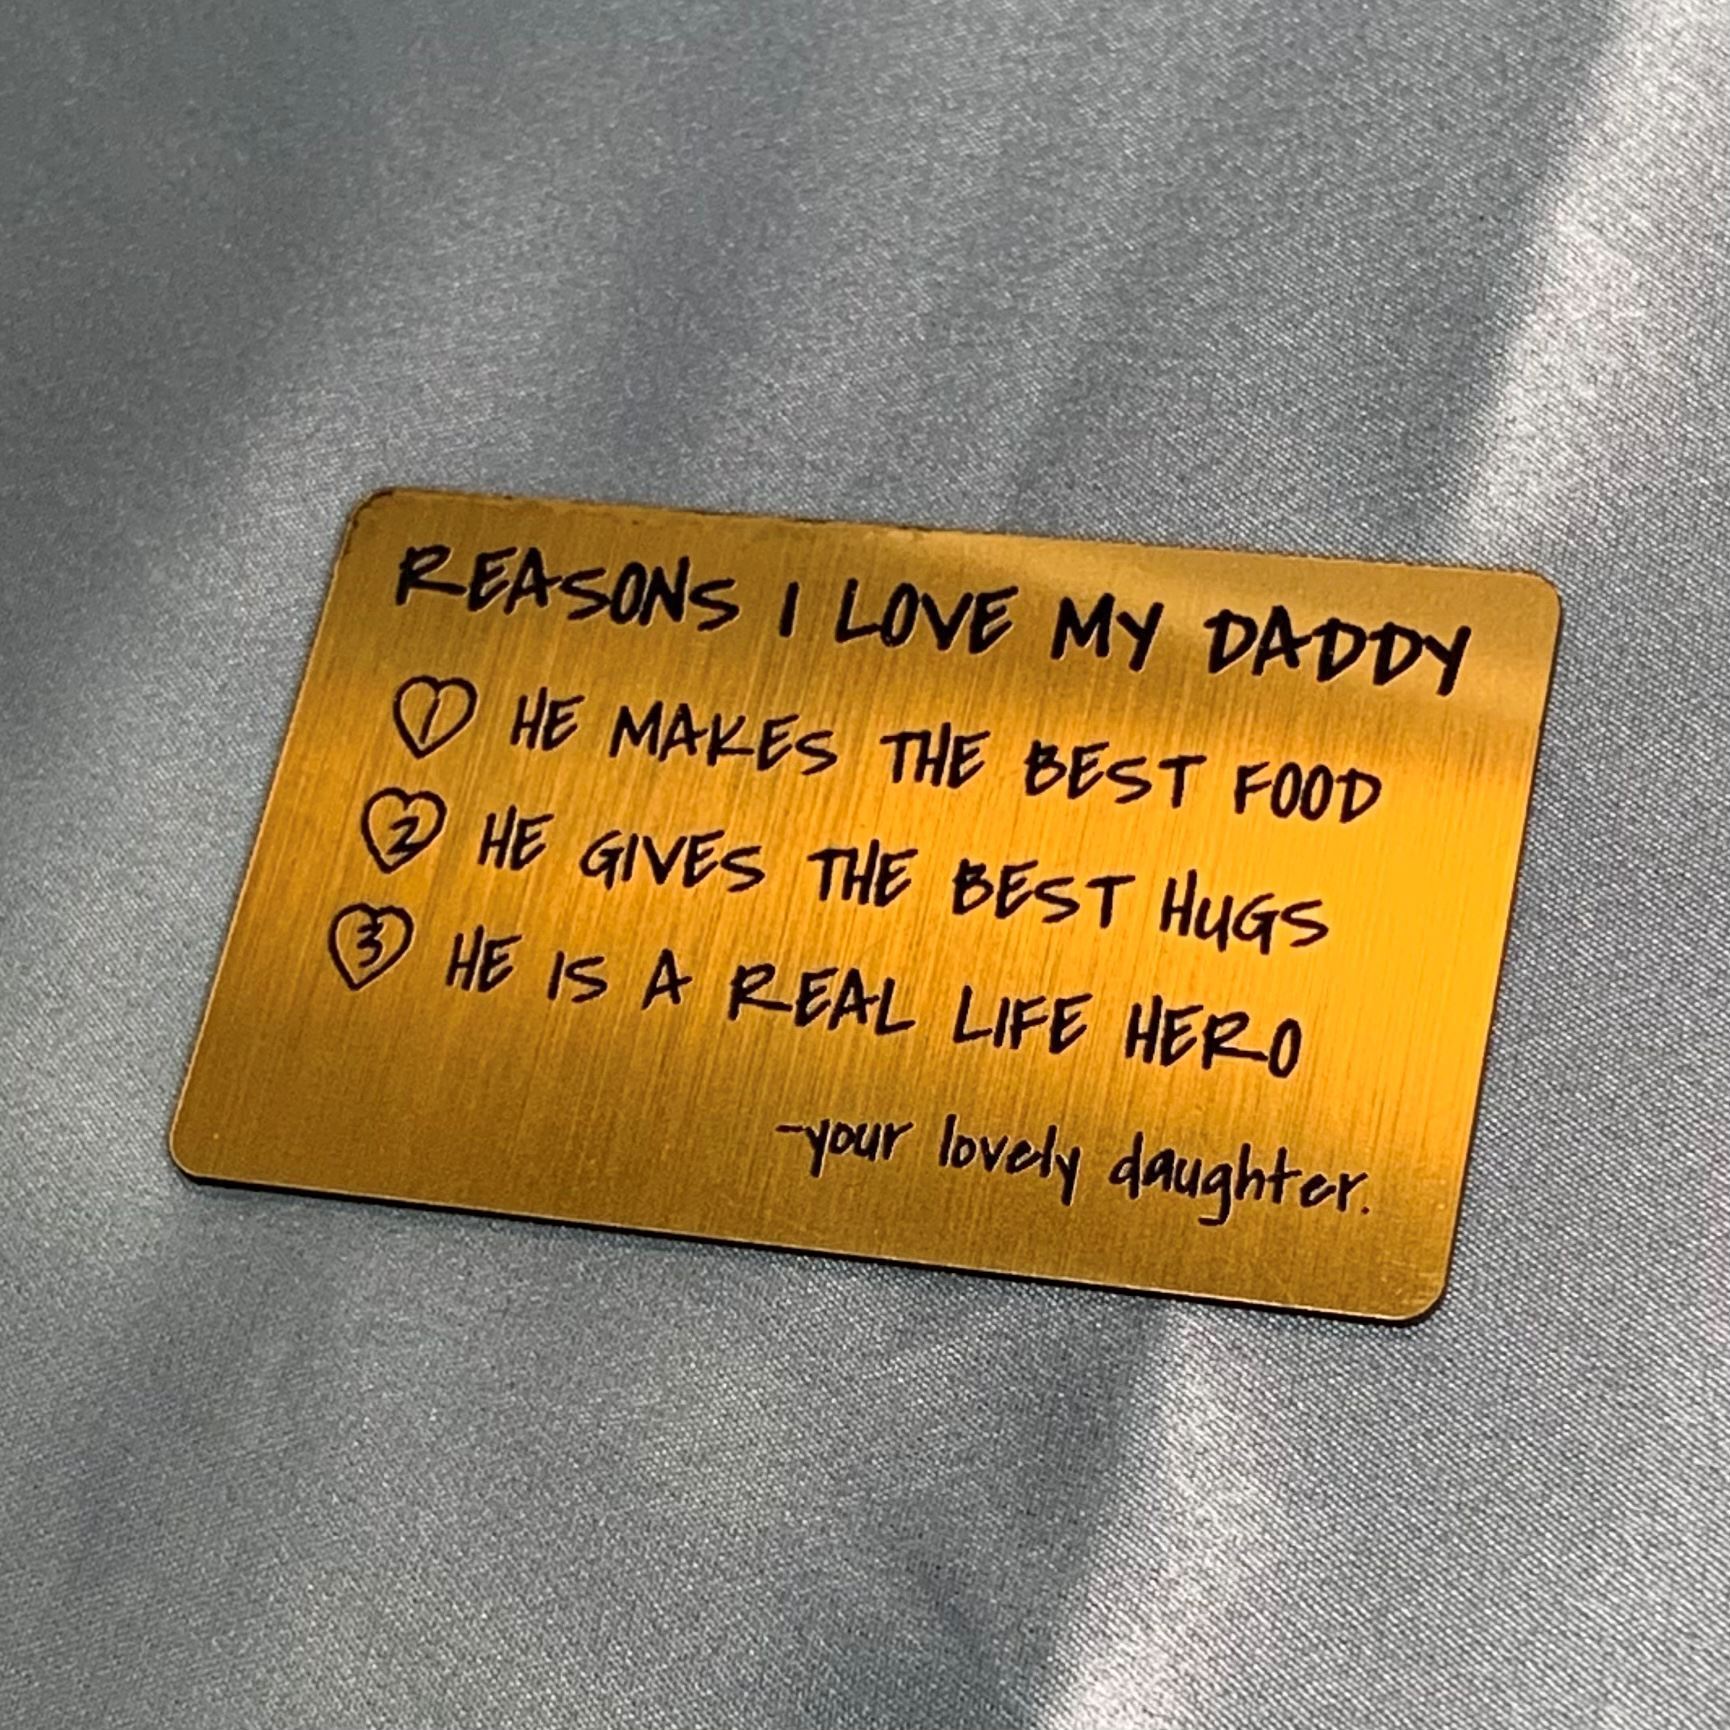 REASONS I LOVE MY DADDY
1 HE MAKES THE BEST FOOD
2 HE GIVES THE BEST HUGS
3 HE IS A REAL LIFE HERO
-your lovely daughter.